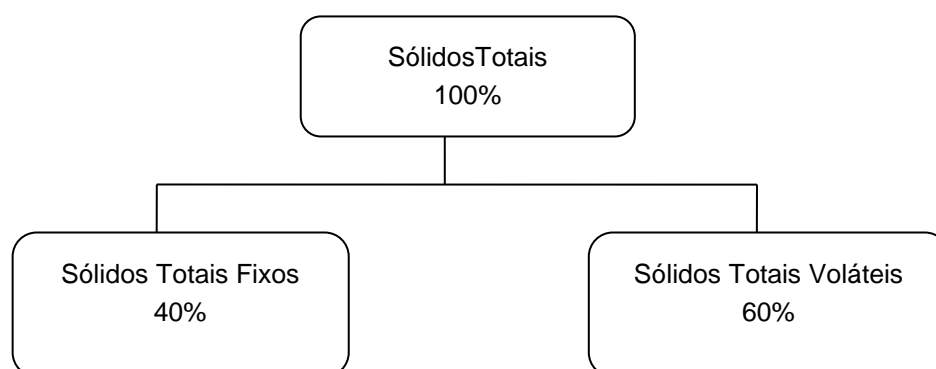 SólidosTotais
100%
Sólidos Totais Fixos
40%
Sólidos Totais Voláteis
60%